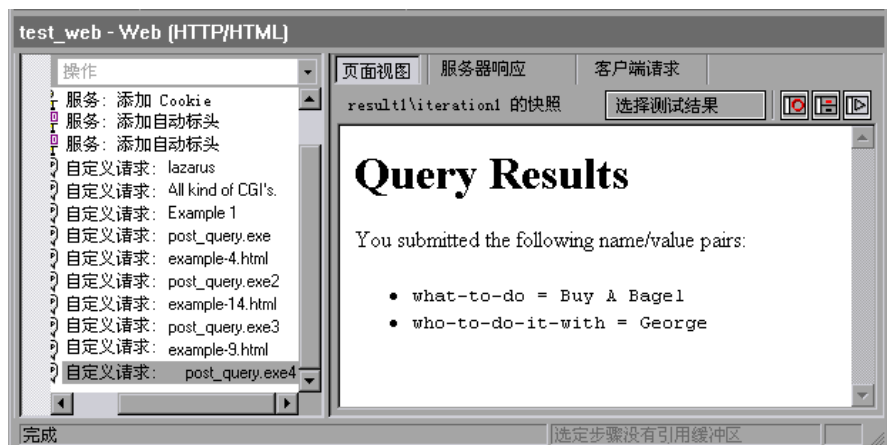 test_web - Web (HTTP/HTML)
操作
服务: 添加 Cookie
服务: 添加自动标头
服务: 添加自动标头
自定义请求: lazarus
自定义请求: All kind of CGI's.
自定义请求: Example 1
自定义请求: post_query.exe
自定义请求: example-4.html
自定义请求: post_query.exe2
自定义请求: example-14.html
自定义请求: post_query.exe3
自定义请求: example-9.html
自定义请求: post_query.exe4
页面视图 服务器响应 客户端请求
result1\iteration1 的快照 选择测试结果
Query Results
You submitted the following name/value pairs:
• what-to-do = Buy A Bagel
• who-to-do-it-with = George
完成 选定步骤没有引用缓冲区